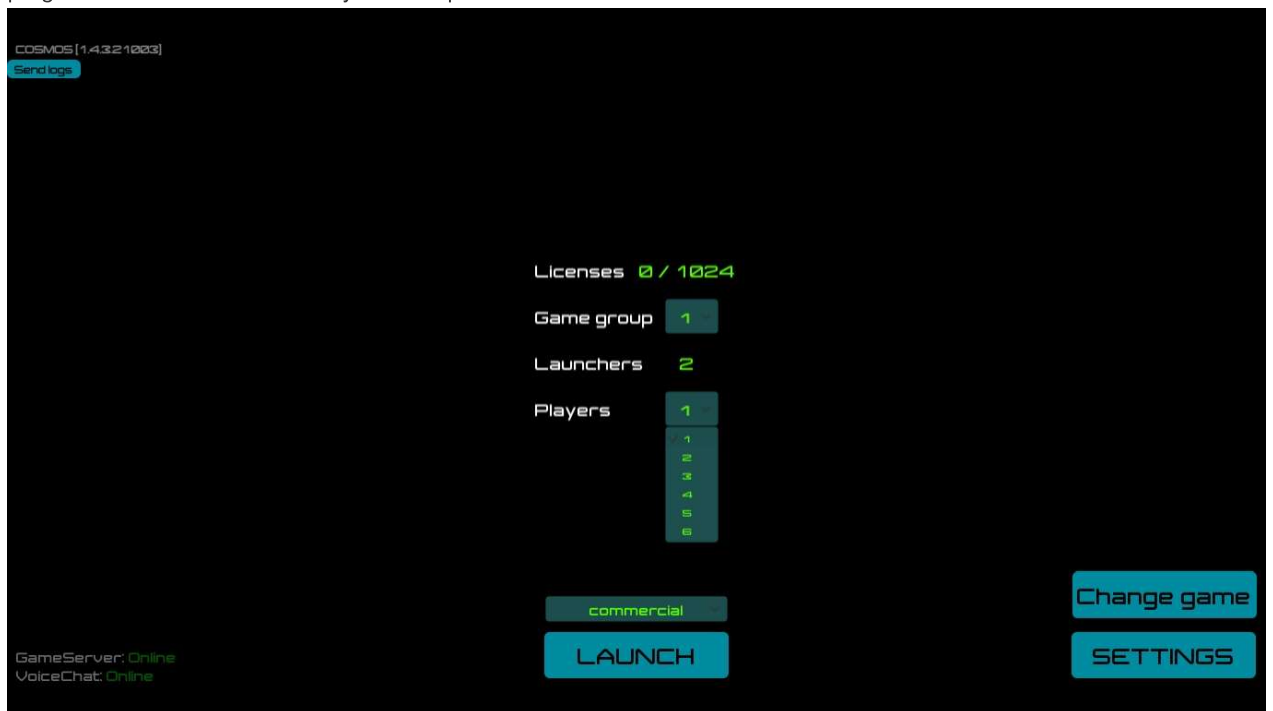 COSMOS [1.4.3.21003]
Send logs
Licenses 0 / 1024
Game group 1
Launchers 2
Players 1
1
2
3
4
5
6
commercial
Change game
LAUNCH
SETTINGS
GameServer: Online
VoiceChat: Online